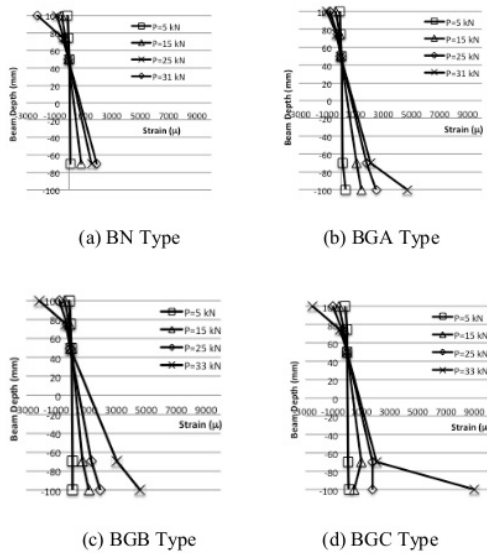 Beam Depth (mm)
100
80
60
40
20
0
-20
-40
-60
-80
-100
3000 -1000 1000 3000 5000 7000 9000
Strain (μ)
P=5 kN
P=15 kN
P=25 kN
P=31 kN
(a) BN Type
Beam Depth (mm)
100
80
60
40
20
0
-20
-40
-60
-80
-100
3000 -1000 1000 3000 5000 7000 9000
Strain (μ)
P=5 kN
P=15 kN
P=25 kN
P=31 kN
(b) BGA Type
Beam Depth (mm)
100
80
60
40
20
0
-20
-40
-60
-80
-100
3000 -1000 1000 3000 5000 7000 9000
Strain (μ)
P=5 kN
P=15 kN
P=25 kN
P=33 kN
(c) BGB Type
Beam Depth (mm)
100
80
60
40
20
0
-20
-40
-60
-80
-100
3000 -1000 1000 3000 5000 7000 9000
Strain (μ)
P=5 kN
P=15 kN
P=25 kN
P=33 kN
(d) BGC Type